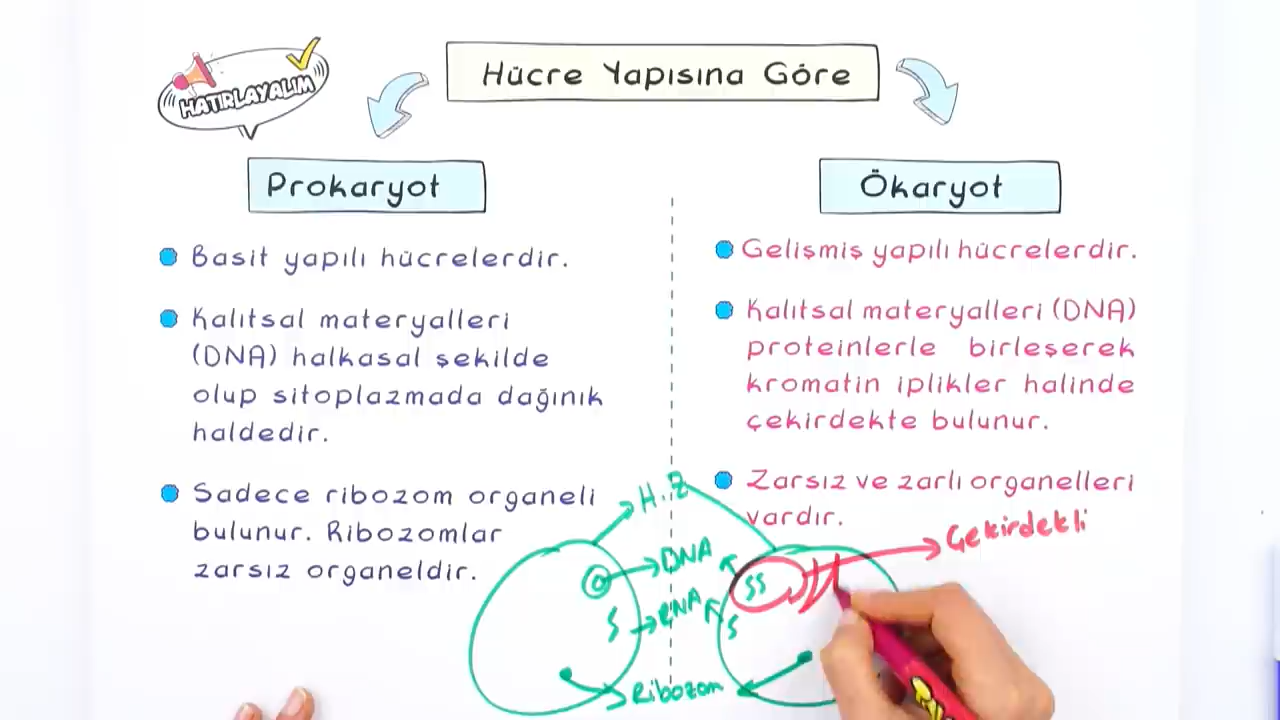 HATIRLAYALIM
Hücre Yapısına Göre
Prokaryot
Basit yapılı hücrelerdir.
Kalıtsal materyalleri
(DNA) halkasal şekilde
olup sitoplazmada dağınık
haldedir.
Sadece ribozom organeli
bulunur. Ribozomlar
zarsız organeldir.
Ökaryot
Gelişmiş yapılı hücrelerdir.
Kalıtsal materyalleri (DNA)
proteinlerle birleşerek
kromatin iplikler halinde
çekirdekte bulunur.
Zarsız ve zarlı organelleri
vardır.
H.Z
Çekirdekli
DNA
RNA
Ribozom